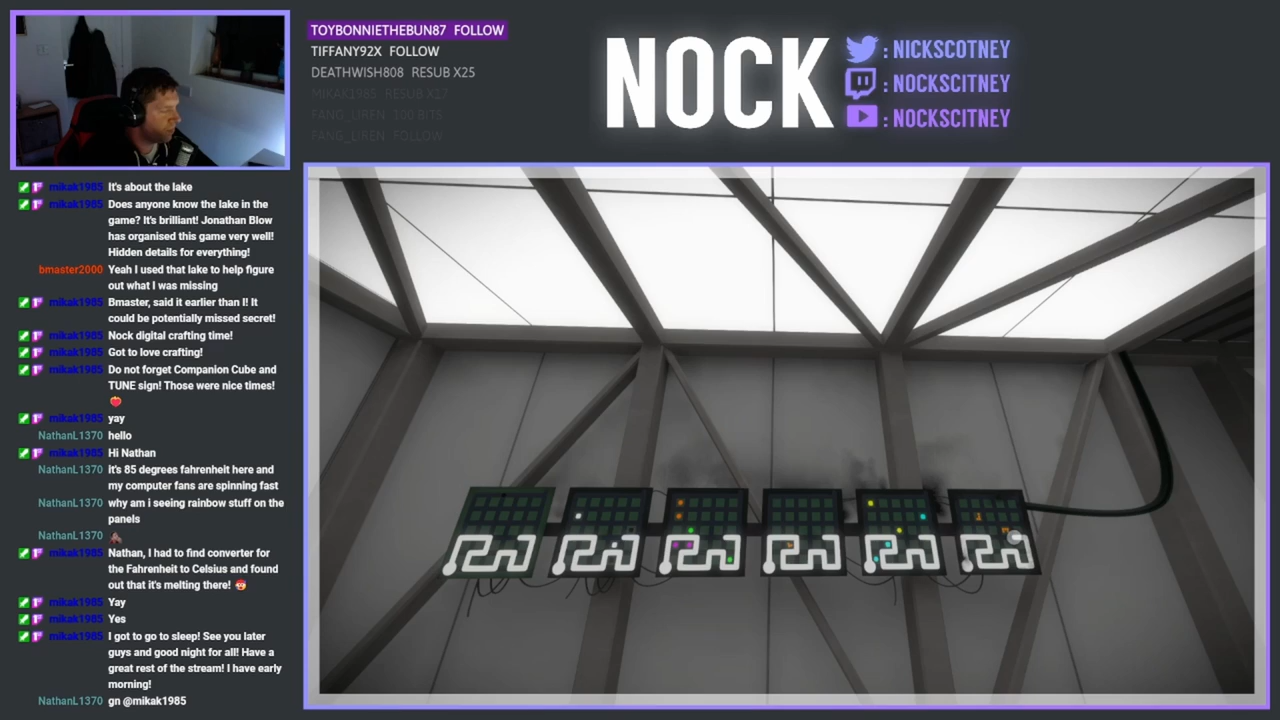 TOYBONNIETHEBUN87 FOLLOW
TIFFANY92X FOLLOW
DEATHWISH808 RESUB X25
MIKAK1985 RESUB X17
FANG_LIREN 100 BITS
FANG_LIREN FOLLOW
NOCK
: NICKSCOTNEY
: NOCKSCITNEY
: NOCKSCITNEY
mikak1985 It's about the lake
mikak1985 Does anyone know the lake in the
game? It's brilliant! Jonathan Blow
has organised this game very well!
Hidden details for everything!
bmaster2000 Yeah I used that lake to help figure
out what I was missing
mikak1985 Bmaster, said it earlier than I! It
could be potentially missed secret!
mikak1985 Nock digital crafting time!
mikak1985 Got to love crafting!
mikak1985 Do not forget Companion Cube and
TUNE sign! Those were nice times!
mikak1985 yay
NathanL1370 hello
mikak1985 Hi Nathan
NathanL1370 it's 85 degrees fahrenheit here and
my computer fans are spinning fast
NathanL1370 why am i seeing rainbow stuff on the
panels
NathanL1370
mikak1985 Nathan, I had to find converter for
the Fahrenheit to Celsius and found
out that it's melting there!
mikak1985 Yay
mikak1985 Yes
mikak1985 I got to go to sleep! See you later
guys and good night for all! Have a
great rest of the stream! I have early
morning!
NathanL1370 gn @mikak1985